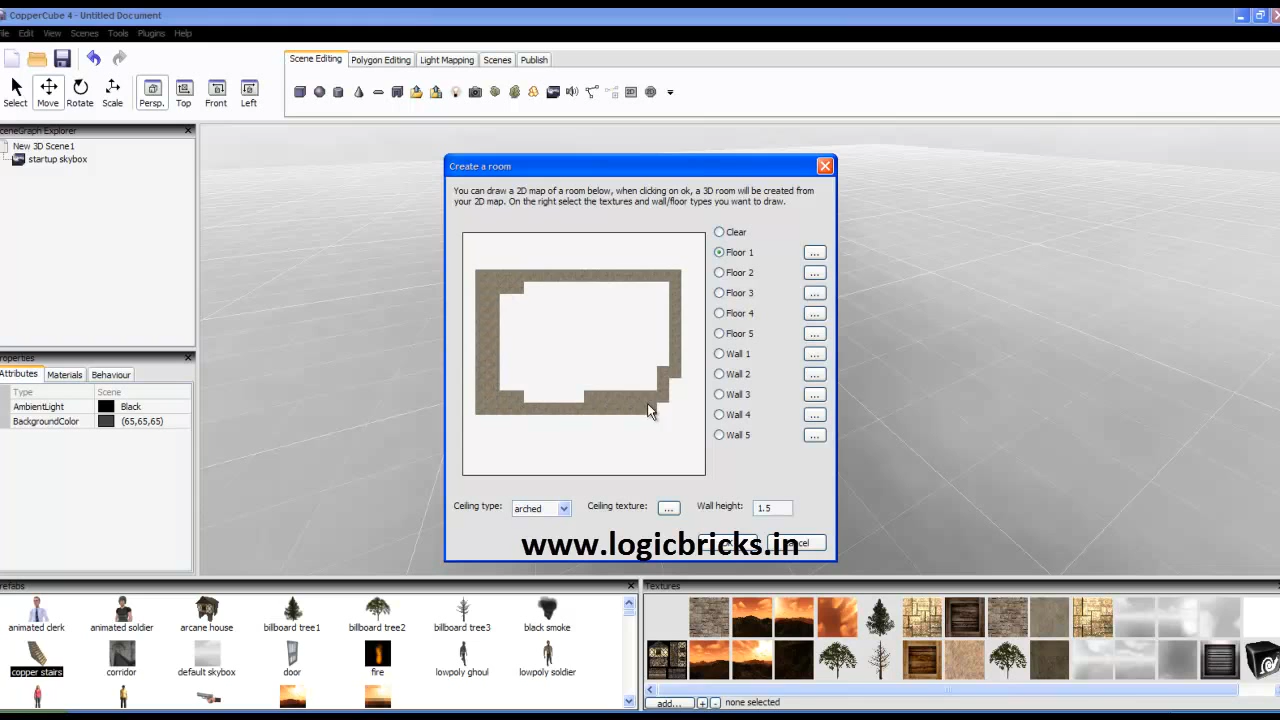 CopperCube 4 - Untitled Document
File Edit View Scenes Tools Plugins Help
Scene Editing Polygon Editing Light Mapping Scenes Publish
Select Move Rotate Scale Persp. Top Front Left
SceneGraph Explorer
New 3D Scene1
startup skybox
Create a room
You can draw a 2D map of a room below, when clicking on ok, a 3D room will be created from
your 2D map. On the right select the textures and wall/floor types you want to draw.
Clear
Floor 1 ...
Floor 2 ...
Floor 3 ...
Floor 4 ...
Floor 5 ...
Wall 1 ...
Wall 2 ...
Wall 3 ...
Wall 4 ...
Wall 5 ...
Ceiling type: arched Ceiling texture: ... Wall height: 1.5
Cancel
www.logicbricks.in
Properties
Attributes Materials Behaviour
Type Scene
AmbientLight Black
BackgroundColor (65,65,65)
Prefabs
animated clerk animated soldier arcane house billboard tree1 billboard tree2 billboard tree3 black smoke
copper stairs corridor default skybox door fire lowpoly ghoul lowpoly soldier
Textures
add... + - none selected